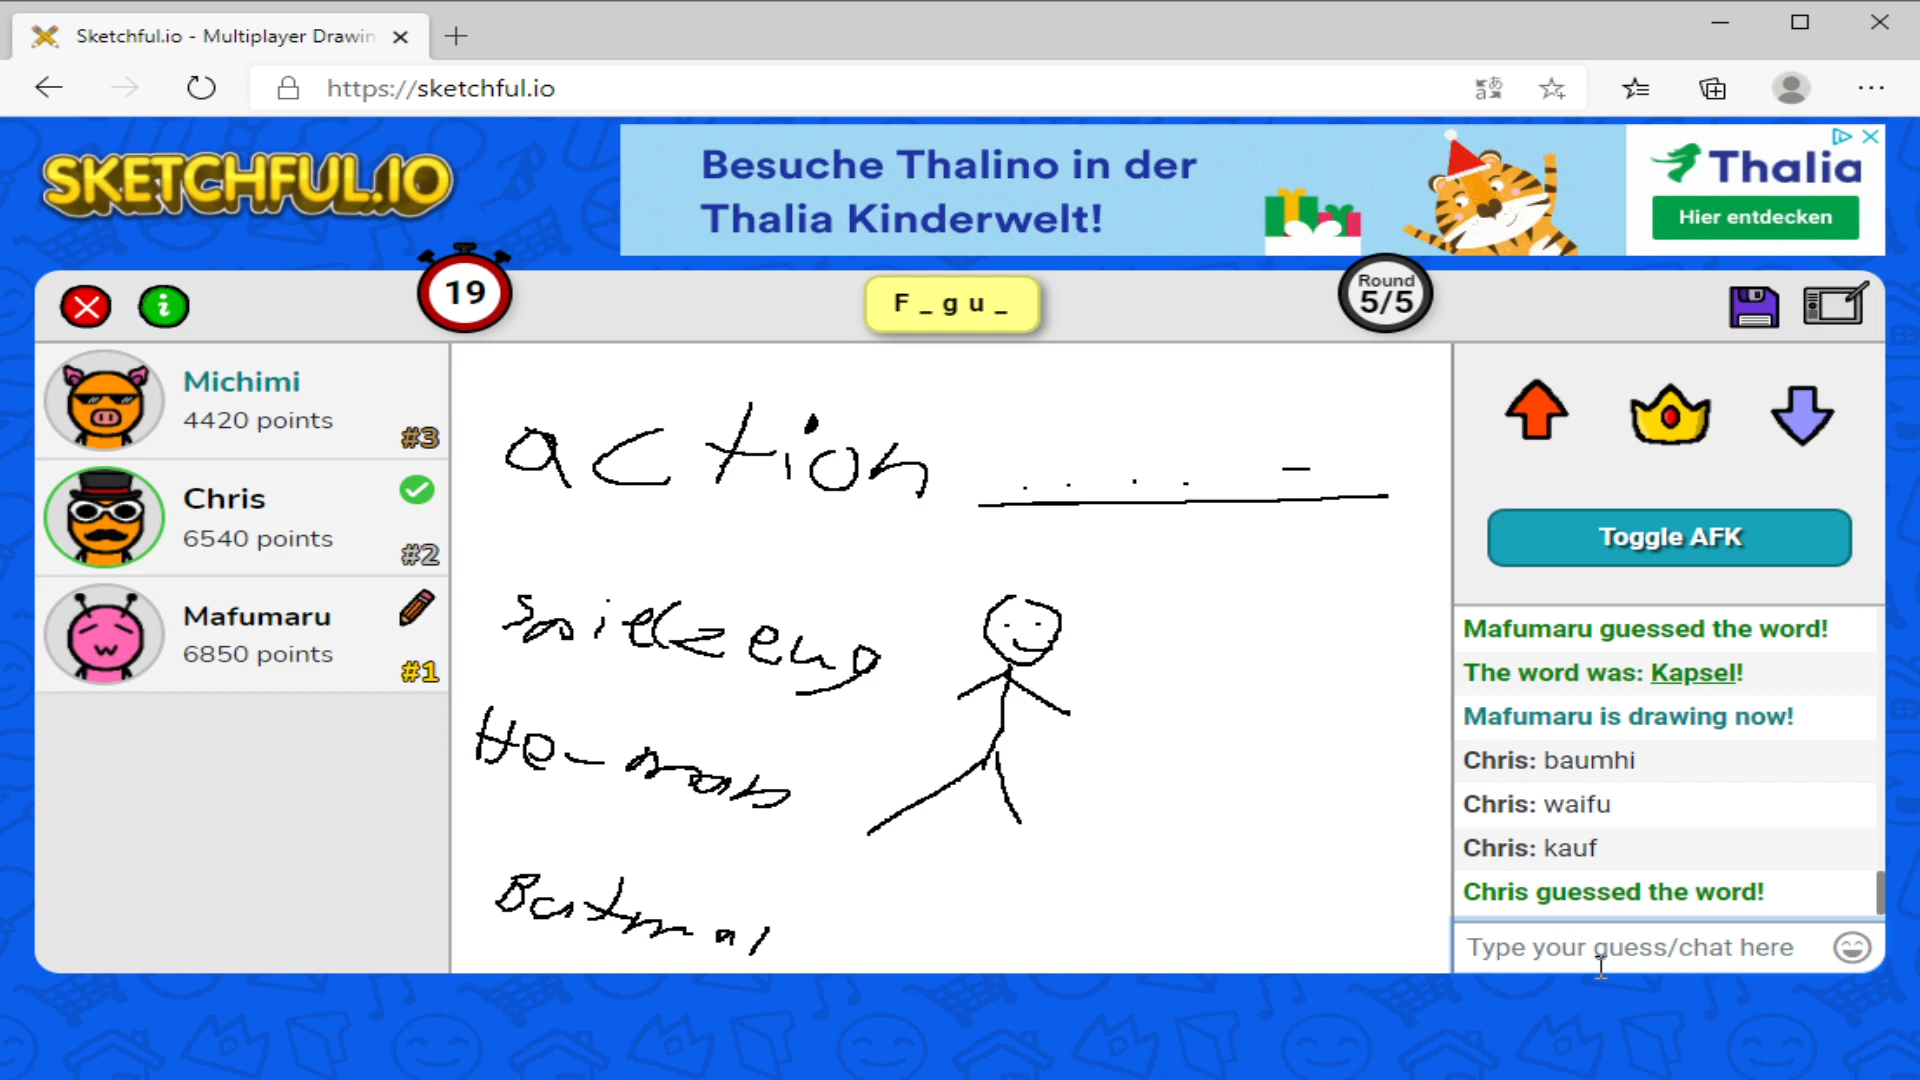 Sketchful.io - Multiplayer Drawin
https://sketchful.io
SKETCHFUL.IO
Besuche Thalino in der
Thalia Kinderwelt!
Thalia
Hier entdecken
19
F _ g u _
Round
5/5
Michimi
4420 points
#3
Chris
6540 points
#2
Mafumaru
6850 points
#1
action
Spielzeug
He-man
Batman
Toggle AFK
Mafumaru guessed the word!
The word was: Kapsel!
Mafumaru is drawing now!
Chris: baumhi
Chris: waifu
Chris: kauf
Chris guessed the word!
Type your guess/chat here